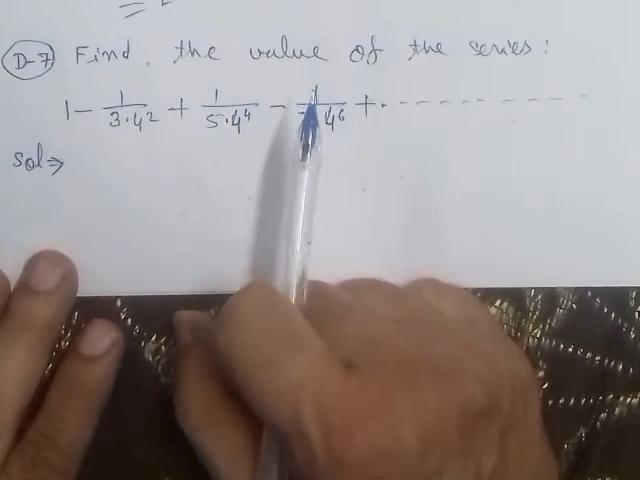 D-7 Find the value of the series:
1 - 1/3·4² + 1/5·4⁴ - 1/ 4⁶ + - - - - - - - - - -
Sol⇒